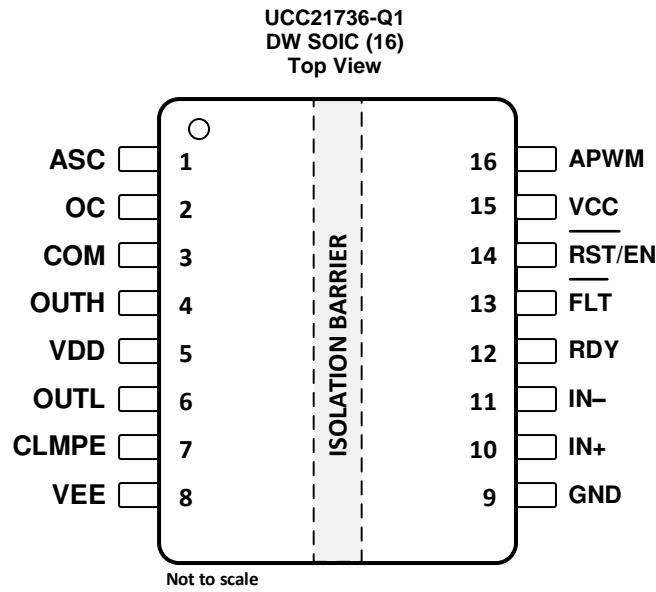 UCC21736-Q1
DW SOIC (16)
Top View
ASC 1 16 APWM
OC 2 15 VCC
COM 3 14 RST/EN
OUTH 4 13 FLT
VDD 5 12 RDY
OUTL 6 11 IN–
CLMPE 7 10 IN+
VEE 8 9 GND
ISOLATION BARRIER
Not to scale